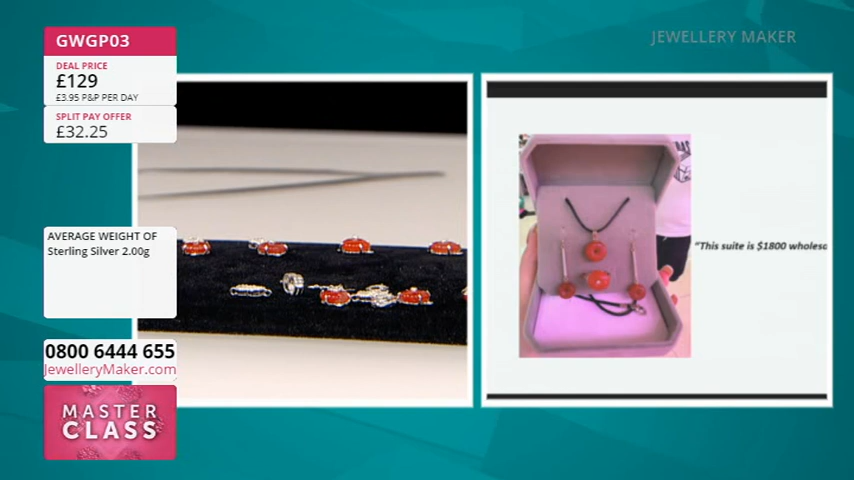 GWGP03
DEAL PRICE
£129
£3.95 P&P PER DAY
SPLIT PAY OFFER
£32.25
AVERAGE WEIGHT OF
Sterling Silver 2.00g
0800 6444 655
JewelleryMaker.com
MASTER
CLASS
JEWELLERY MAKER
"This suite is $1800 wholesa